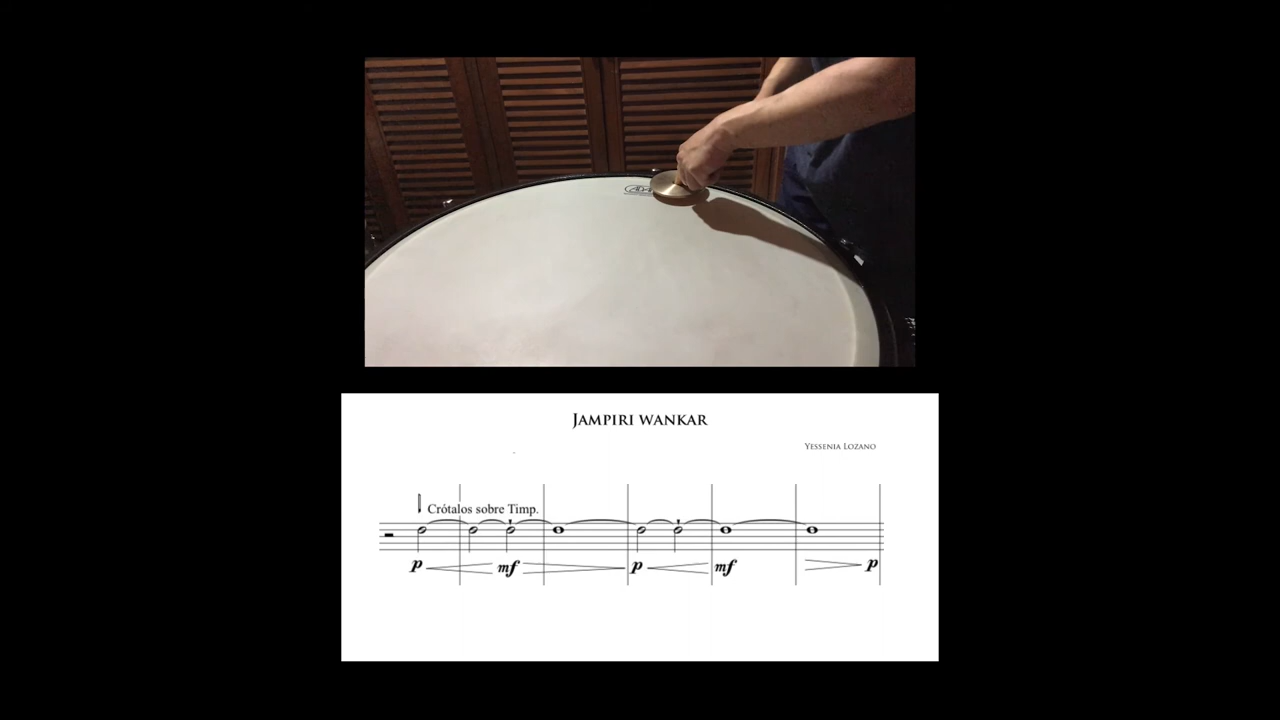 JAMPIRI WANKAR
YESSENIA LOZANO
Crótalos sobre Timp.
p mf p mf p